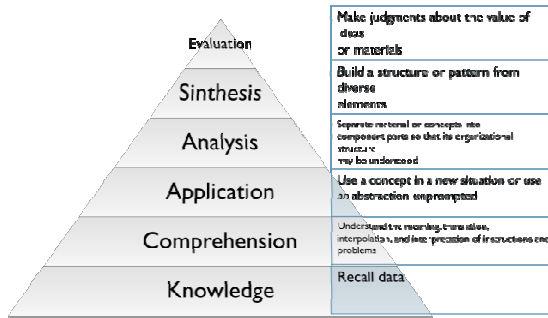 Evaluation
Make judgments about the value of
ideas
or materials
Sinthesis
Build a structure or pattern from
diverse
elements
Analysis
Separate material or concepts into
component parts so that its organizational
structure
may be understood
Application
Use a concept in a new situation or use
an abstraction unprompted
Comprehension
Understand the meaning, translation,
interpolation, and interpretation of instructions and
problems
Knowledge
Recall data